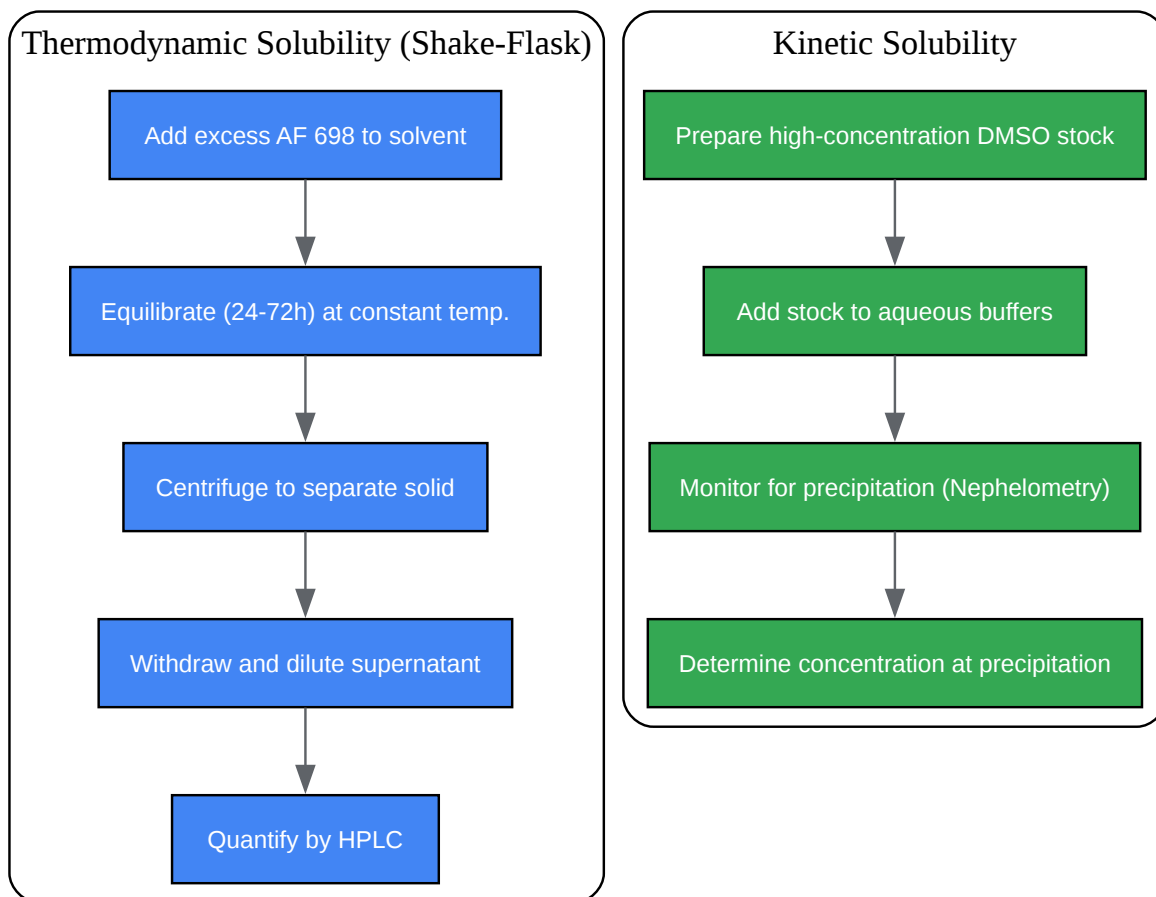 Thermodynamic Solubility (Shake-Flask)
Add excess AF 698 to solvent
Equilibrate (24-72h) at constant temp.
Centrifuge to separate solid
Withdraw and dilute supernatant
Quantify by HPLC
Kinetic Solubility
Prepare high-concentration DMSO stock
Add stock to aqueous buffers
Monitor for precipitation (Nephelometry)
Determine concentration at precipitation